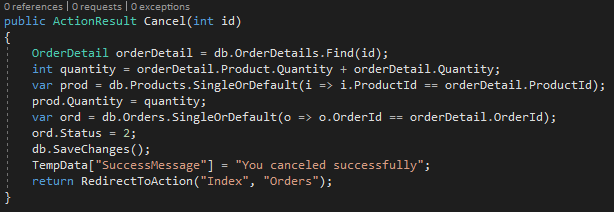 0 references | 0 requests | 0 exceptions
public ActionResult Cancel(int id)
{
OrderDetail orderDetail = db.OrderDetails.Find(id);
int quantity = orderDetail.Product.Quantity + orderDetail.Quantity;
var prod = db.Products.SingleOrDefault(i => i.ProductId == orderDetail.ProductId);
prod.Quantity = quantity;
var ord = db.Orders.SingleOrDefault(o => o.OrderId == orderDetail.OrderId);
ord.Status = 2;
db.SaveChanges();
TempData["SuccessMessage"] = "You canceled successfully";
return RedirectToAction("Index", "Orders");
}